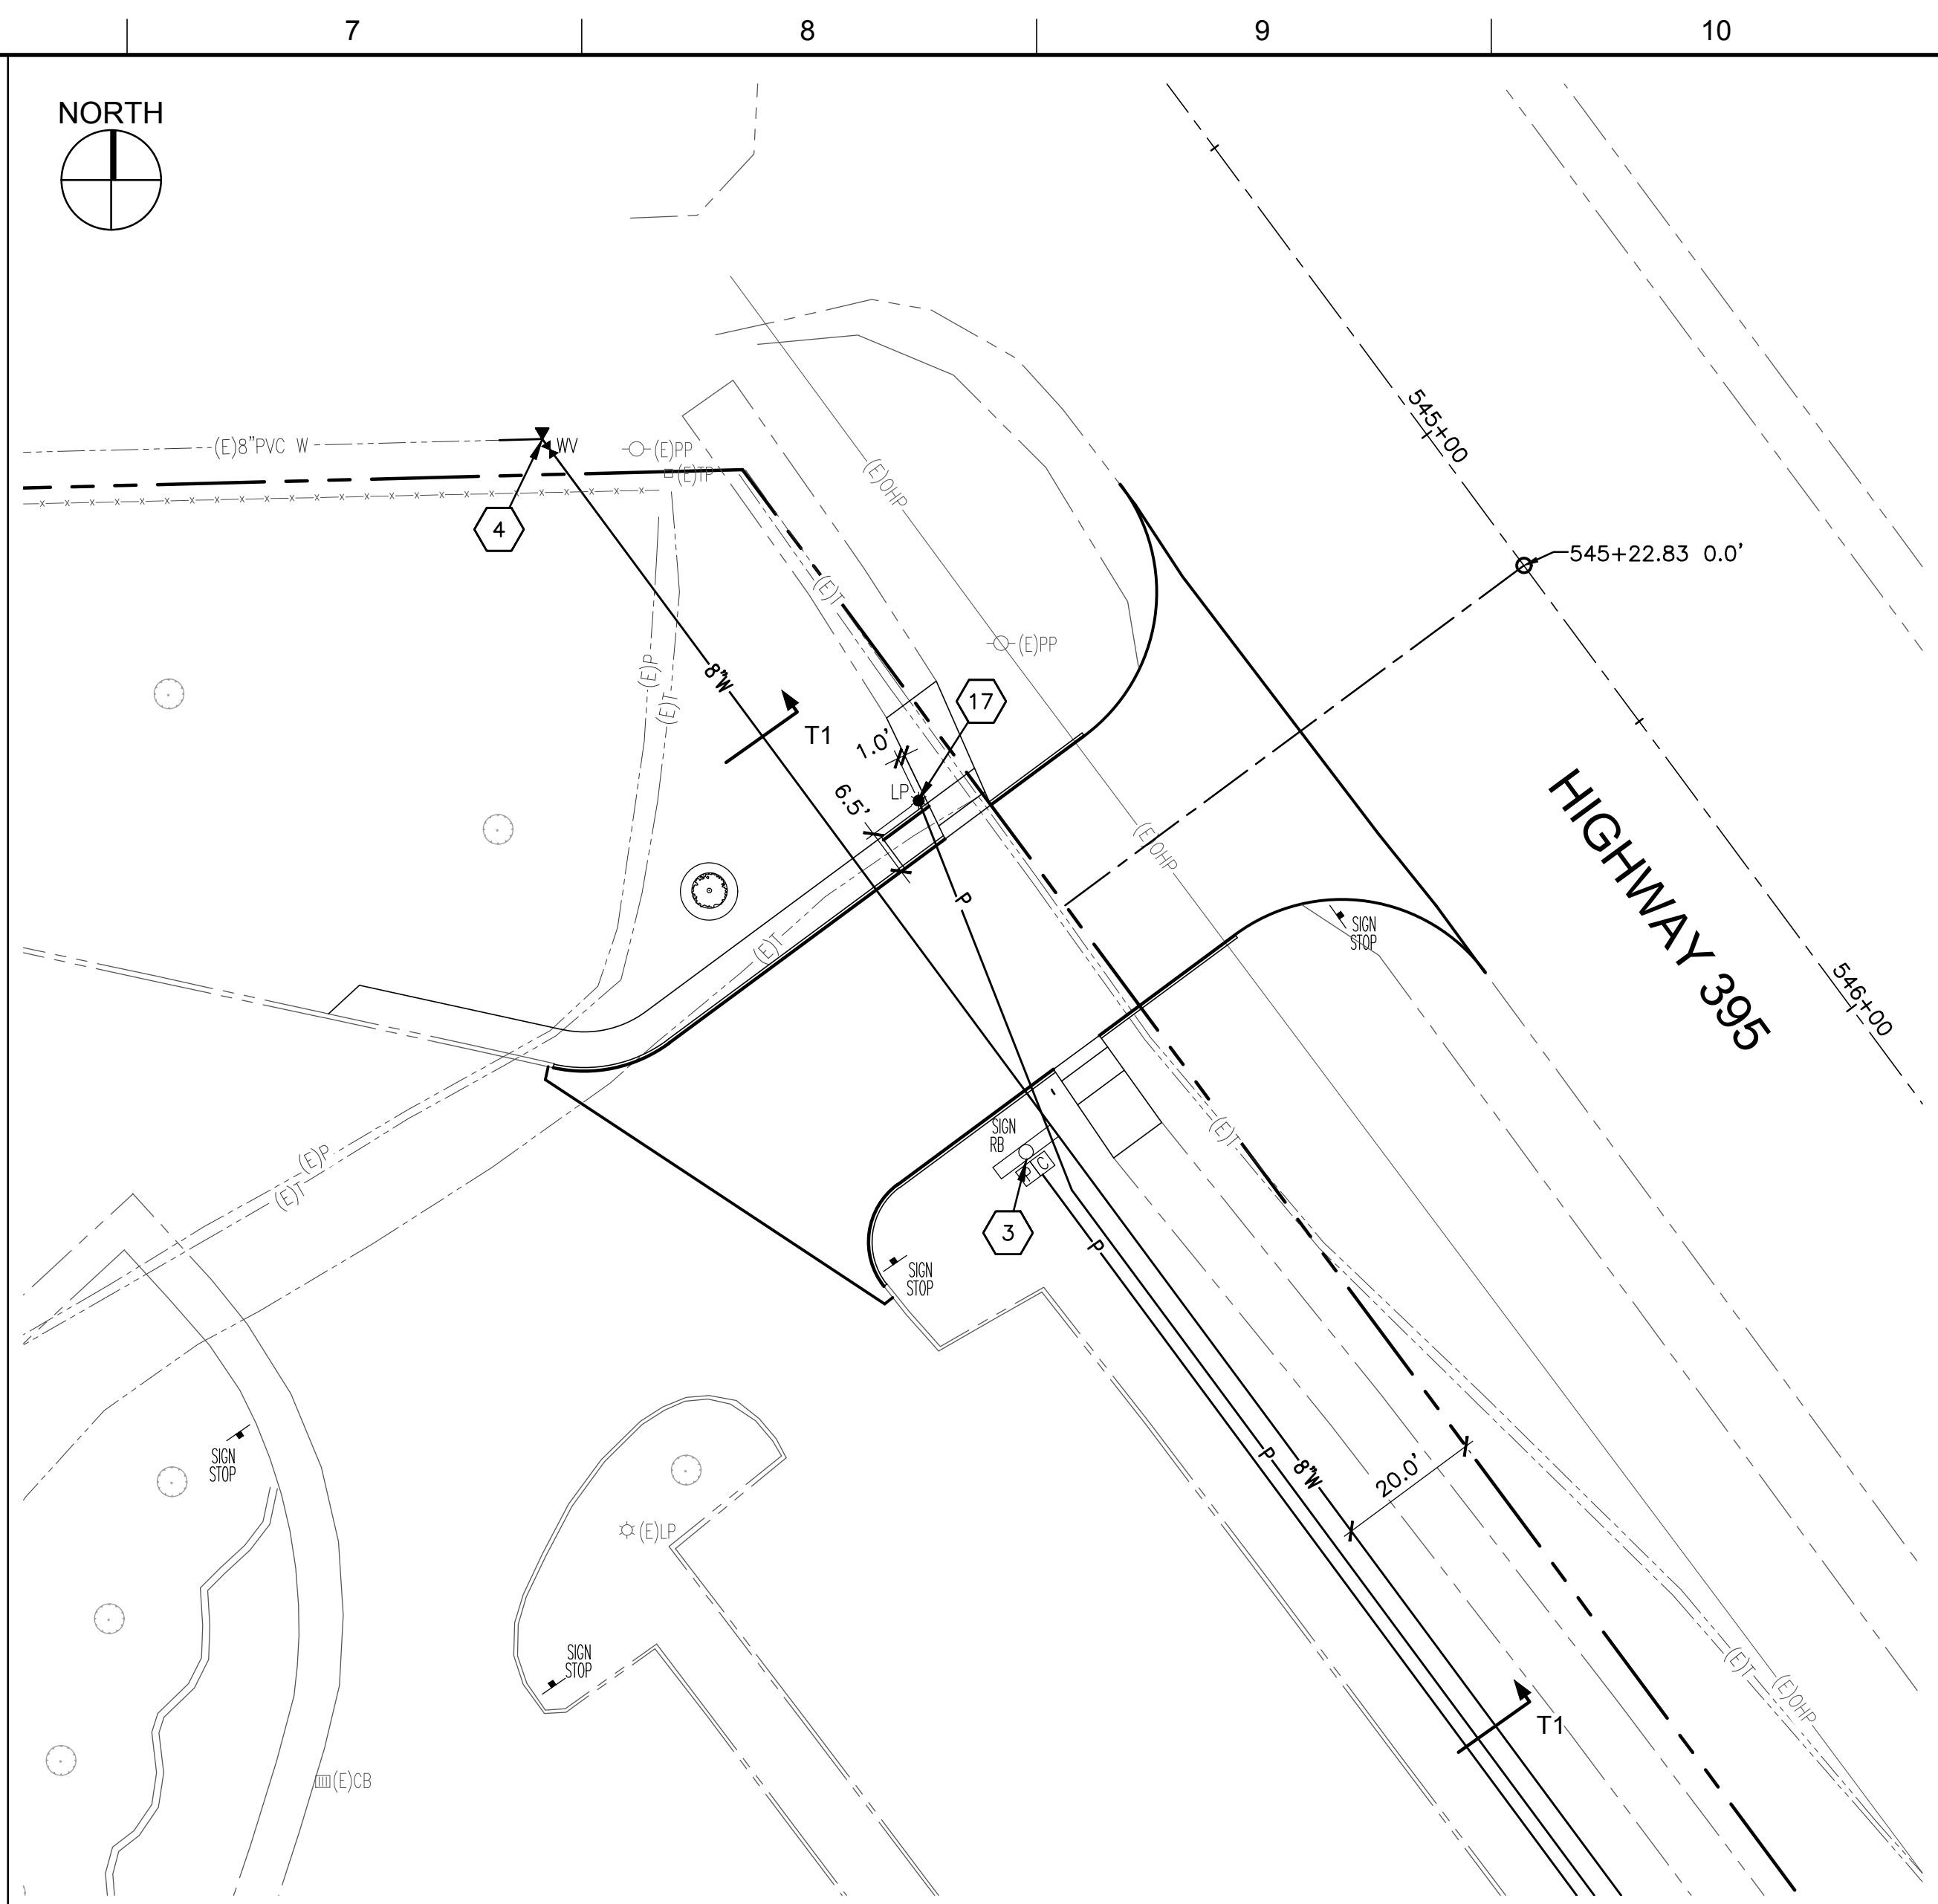 7
8
9
10
NORTH
545+00
(E)8"PVC W
WV
(E)PP
(E)TP
(E)OHP
4
545+22.83 0.0'
(E)T
(E)PP
(E)P
8"W
17
(E)T
T1
1.0'
LP
6.5'
HIGHWAY 395
(E)OHP
P
SIGN
STOP
(E)T
546+00
SIGN
RB
(E)T
(E)P
C
P
(E)T
3
P
SIGN
STOP
SIGN
STOP
P
8"W
20.0'
(E)LP
SIGN
STOP
(E)T
(E)OHP
T1
(E)CB